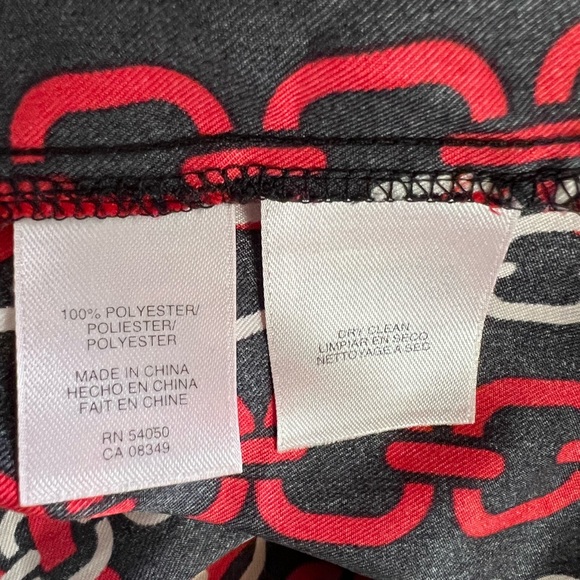 100% POLYESTER/
POLIESTER/
POLYESTER
MADE IN CHINA
HECHO EN CHINA
FAIT EN CHINE
RN 54050
CA 08349
DRY CLEAN
LIMPIAR EN SECO
NETTOYAGE A SEC